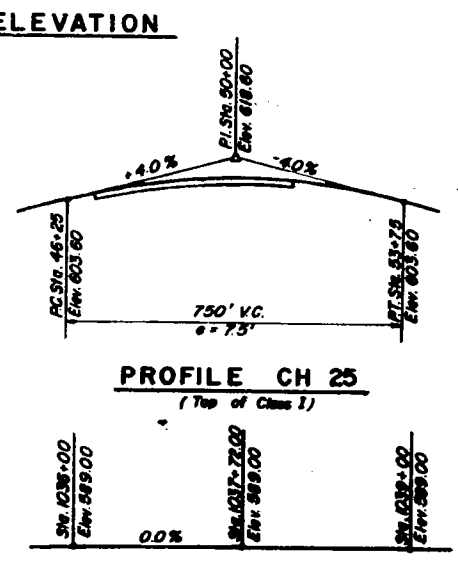 ELEVATION
P.I. Sta. 50+00
Elev. 618.60
+4.0%
-4.0%
P.C. Sta. 46+25
Elev. 603.60
P.T. Sta. 53+75
Elev. 603.60
750' V.C.
e = 7.5'
PROFILE CH 25
(Top of Class I)
Sta. 1036+00
Elev. 589.00
0.0%
Sta. 1037+72.00
Elev. 589.00
Sta. 1039+00
Elev. 589.00